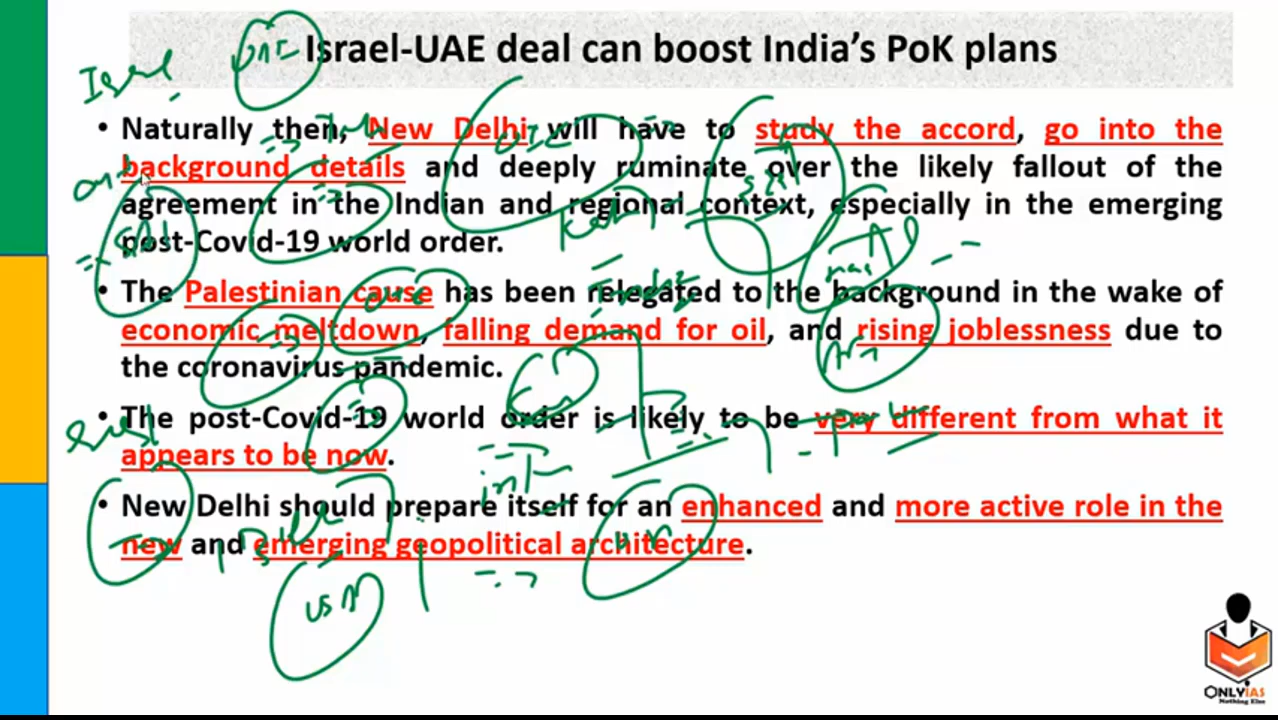 Israel-UAE deal can boost India's PoK plans
• Naturally then, New Delhi will have to study the accord, go into the
background details and deeply ruminate over the likely fallout of the
agreement in the Indian and regional context, especially in the emerging
post-Covid-19 world order.
• The Palestinian cause has been relegated to the background in the wake of
economic meltdown, falling demand for oil, and rising joblessness due to
the coronavirus pandemic.
• The post-Covid-19 world order is likely to be very different from what it
appears to be now.
• New Delhi should prepare itself for an enhanced and more active role in the
new and emerging geopolitical architecture.
UAE
OIC
USA
ONLYIAS
Nothing Else